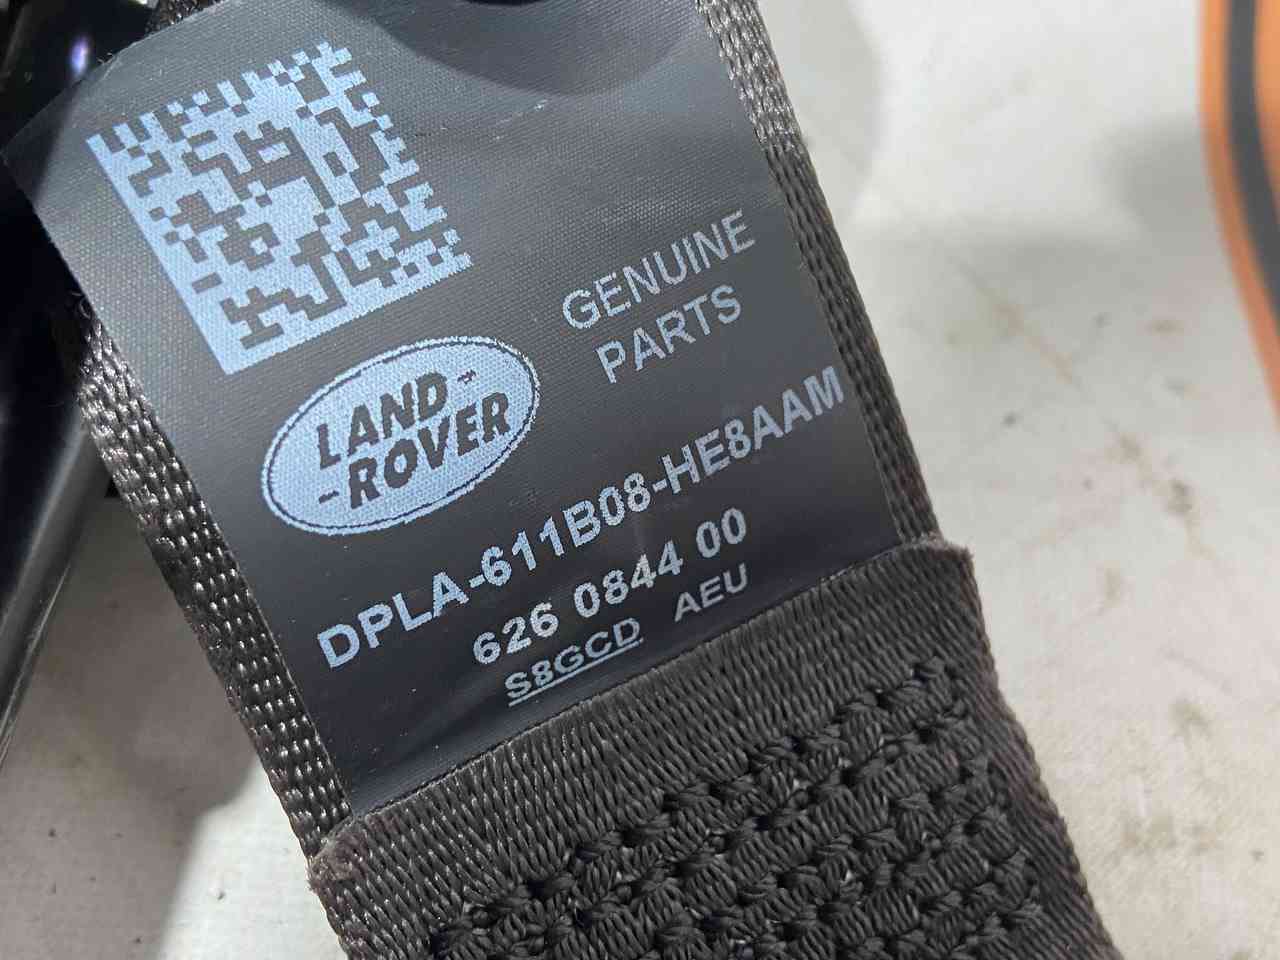 GENUINE
PARTS
LAND-
-ROVER
DPLA-611B08-HE8AAM
626 0844 00
S8GCD AEU